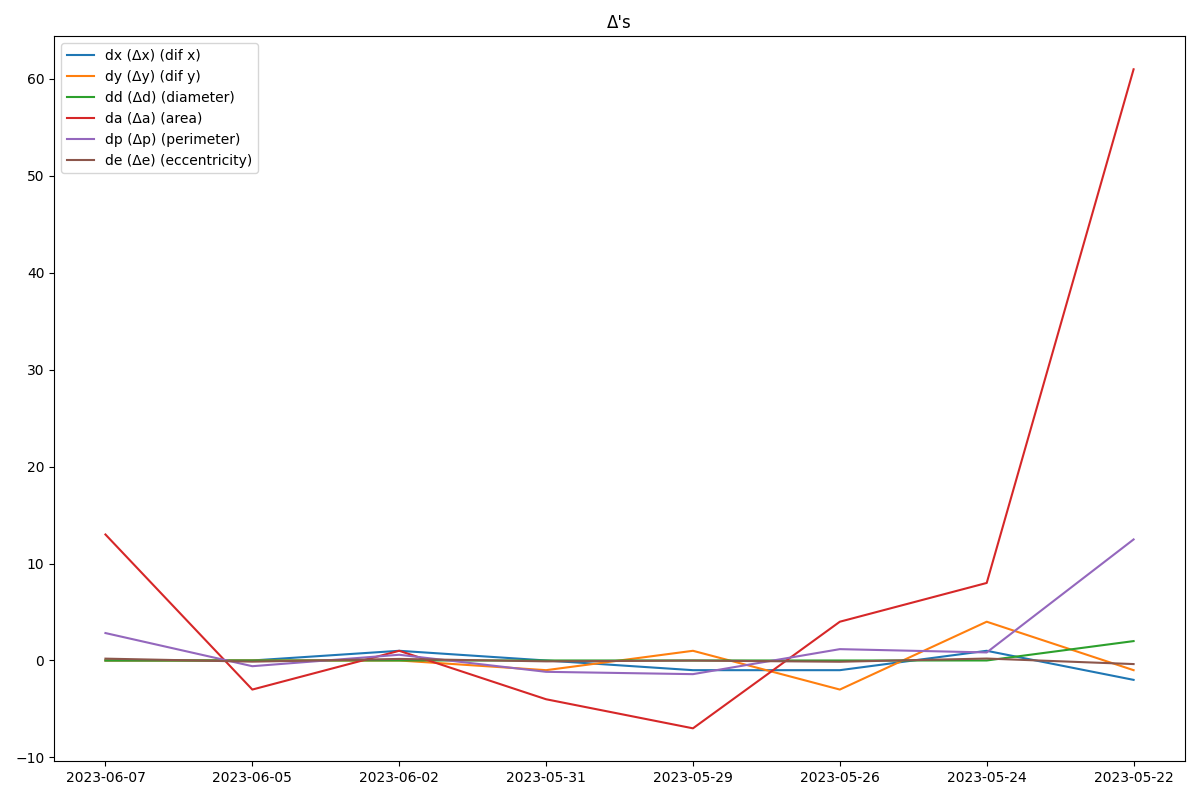 Δ's
dx (Δx) (dif x)
dy (Δy) (dif y)
dd (Δd) (diameter)
da (Δa) (area)
dp (Δp) (perimeter)
de (Δe) (eccentricity)
60
50
40
30
20
10
0
−10
2023-06-07 2023-06-05 2023-06-02 2023-05-31 2023-05-29 2023-05-26 2023-05-24 2023-05-22